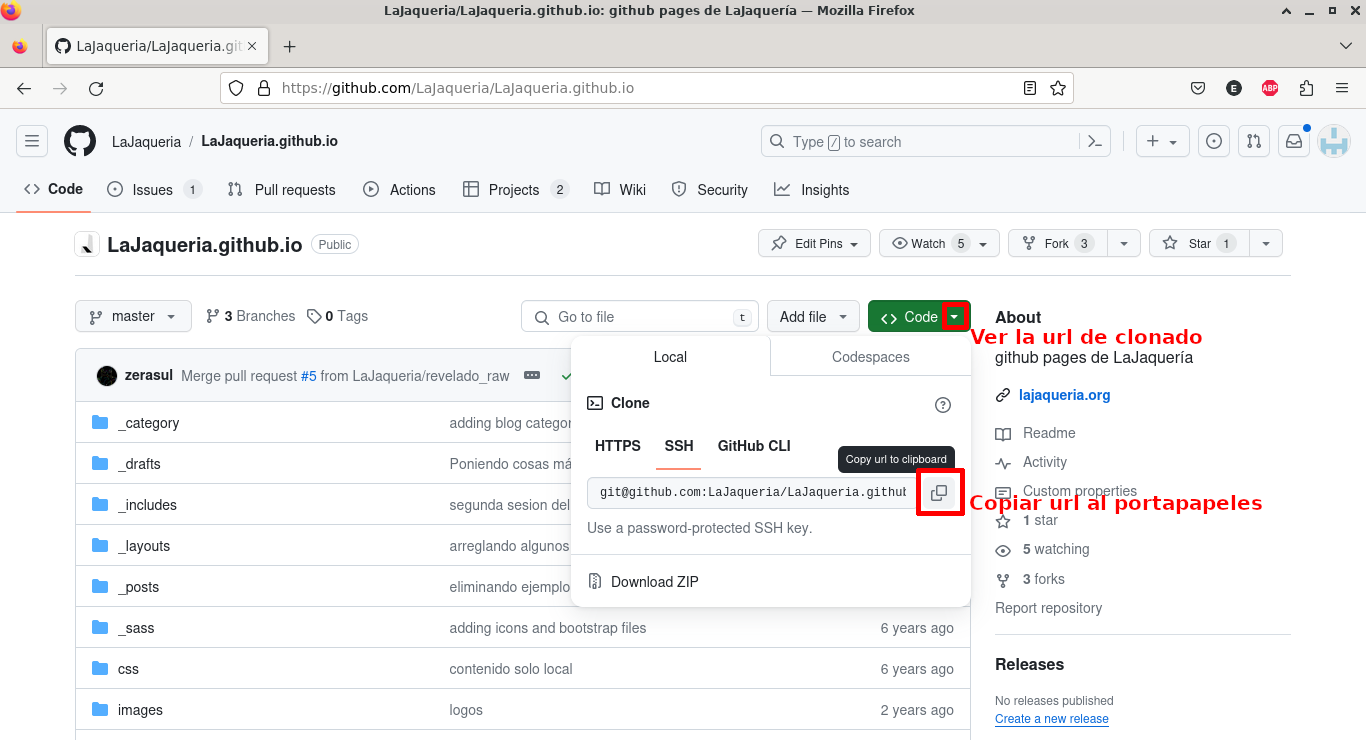 LaJaqueria/LaJaqueria.github.io: github pages de LaJaquería — Mozilla Firefox
LaJaqueria/LaJaqueria.git
https://github.com/LaJaqueria/LaJaqueria.github.io
E
ABP
LaJaqueria / LaJaqueria.github.io
Type / to search
Code
Issues 1
Pull requests
Actions
Projects 2
Wiki
Security
Insights
LaJaqueria.github.io Public
Edit Pins
Watch 5
Fork 3
Star 1
master
3 Branches
0 Tags
Go to file t
Add file
Code
Ver la url de clonado
Local
Codespaces
Clone
HTTPS
SSH
GitHub CLI
Copy url to clipboard
git@github.com:LaJaqueria/LaJaqueria.github
Copiar url al portapapeles
Use a password-protected SSH key.
Download ZIP
zerasul Merge pull request #5 from LaJaqueria/revelado_raw
_category adding blog categor
_drafts Poniendo cosas má
_includes segunda sesion del
_layouts arreglando algunos
_posts eliminando ejemplo
_sass adding icons and bootstrap files 6 years ago
css contenido solo local 6 years ago
images logos 2 years ago
About
github pages de LaJaquería
lajaqueria.org
Readme
Activity
Custom properties
1 star
5 watching
3 forks
Report repository
Releases
No releases published
Create a new release